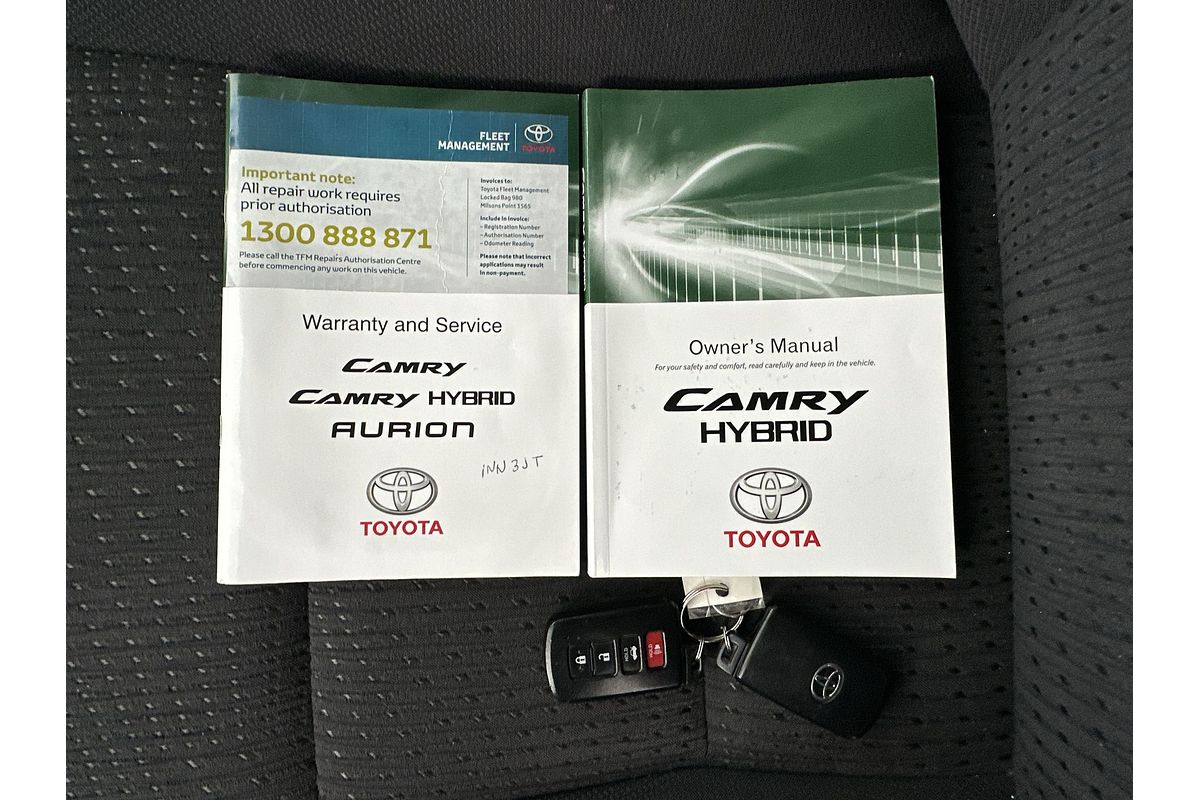 FLEET
MANAGEMENT
TOYOTA
Important note:
All repair work requires
prior authorisation
1300 888 871
Please call the TFM Repairs Authorisation Centre
before commencing any work on this vehicle.
Invoices to:
Toyota Fleet Management
Locked Bag 980
Milsons Point 1565
Include in Invoice:
– Registration Number
– Authorisation Number
– Odometer Reading
Please note that incorrect
applications may result
in non-payment.
Warranty and Service
CAMRY
CAMRY HYBRID
AURION
iNN 3JT
TOYOTA
Owner's Manual
For your safety and comfort, read carefully and keep in the vehicle.
CAMRY
HYBRID
TOYOTA
HOLD
HOLD